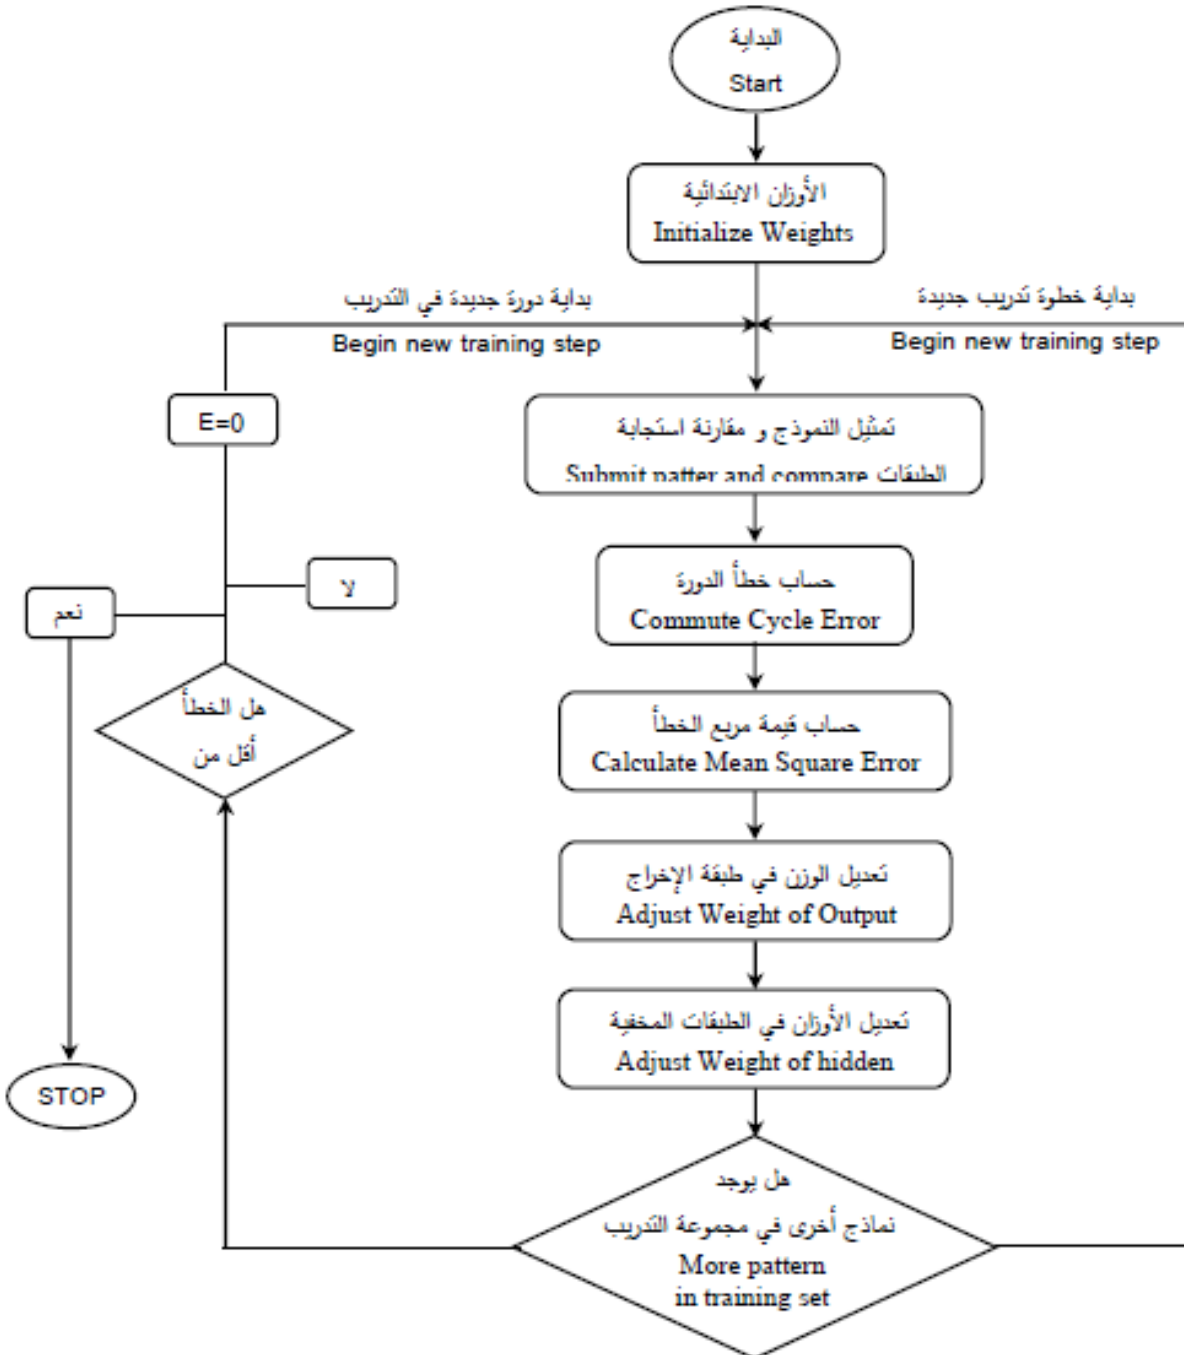 البداية
Start
الأوزان الابتدائية
Initialize Weights
بداية دورة جديدة في التدريب
Begin new training step
بداية خطوة تدريب جديدة
Begin new training step
E=0
تمثيل النموذج و مقارنة استجابة
الطبقات Submit patter and compare
لا
نعم
حساب خطأ الدورة
Commute Cycle Error
هل الخطأ
أقل من
حساب قيمة مربع الخطأ
Calculate Mean Square Error
تعديل الوزن في طبقة الإخراج
Adjust Weight of Output
تعديل الأوزان في الطبقات المخفية
Adjust Weight of hidden
STOP
هل يوجد
نماذج أخرى في مجموعة التدريب
More pattern
in training set